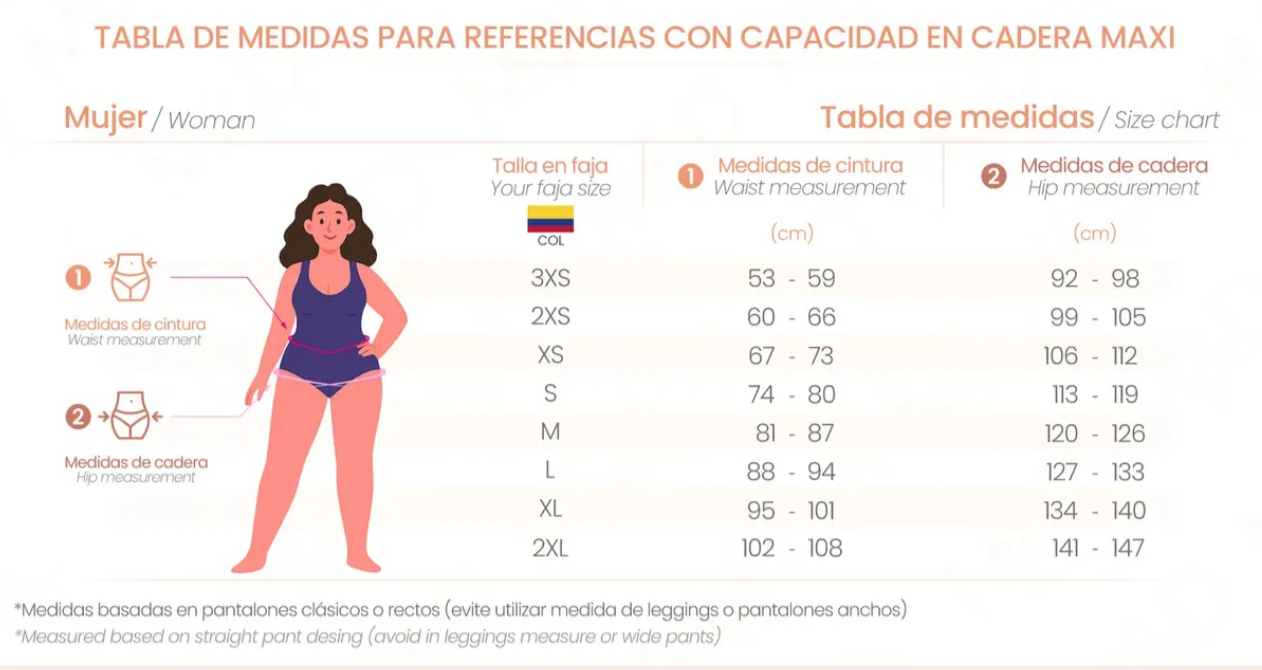 TABLA DE MEDIDAS PARA REFERENCIAS CON CAPACIDAD EN CADERA MAXI
Mujer / Woman
Tabla de medidas / Size chart
Talla en faja
Your faja size
COL
1 Medidas de cintura
Waist measurement
(cm)
2 Medidas de cadera
Hip measurement
(cm)
3XS 53 - 59 92 - 98
2XS 60 - 66 99 - 105
XS 67 - 73 106 - 112
S 74 - 80 113 - 119
M 81 - 87 120 - 126
L 88 - 94 127 - 133
XL 95 - 101 134 - 140
2XL 102 - 108 141 - 147
1
Medidas de cintura
Waist measurement
2
Medidas de cadera
Hip measurement
*Medidas basadas en pantalones clásicos o rectos (evite utilizar medida de leggings o pantalones anchos)
*Measured based on straight pant desing (avoid in leggings measure or wide pants)